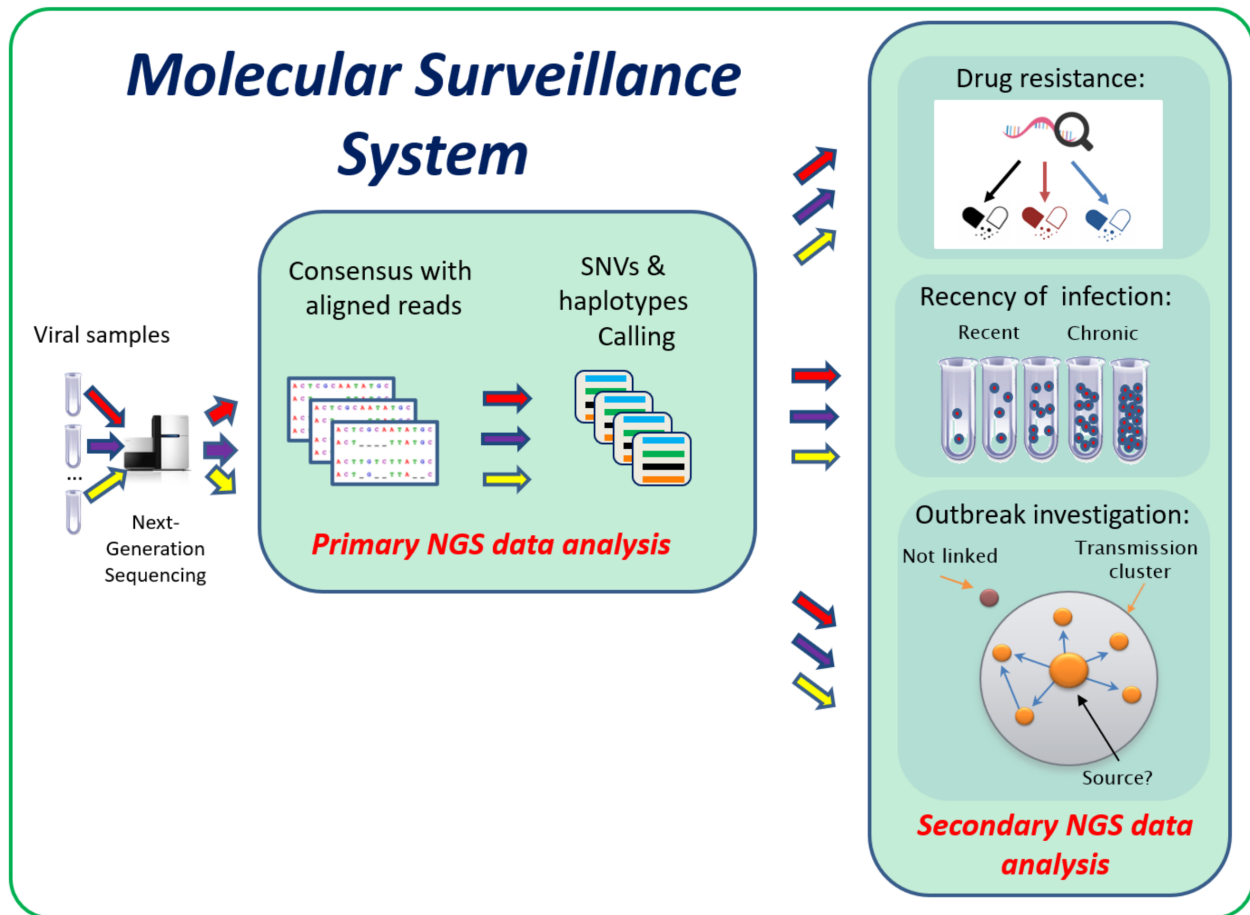 Molecular Surveillance
System
Viral samples
...
Next-
Generation
Sequencing
Consensus with
aligned reads
SNVs &
haplotypes
Calling
A C T C G C A A T A T G C
A C T C G C A A T A T G C
A C T C G C A A T A T G C
A C T _ _ _ _ T T A T G C
A C T T G T C T T A T G C
A C T _ G _ _ T T A _ _ C
Primary NGS data analysis
Drug resistance:
Recency of infection:
Recent
Chronic
Outbreak investigation:
Not linked
Transmission
cluster
Source?
Secondary NGS data
analysis